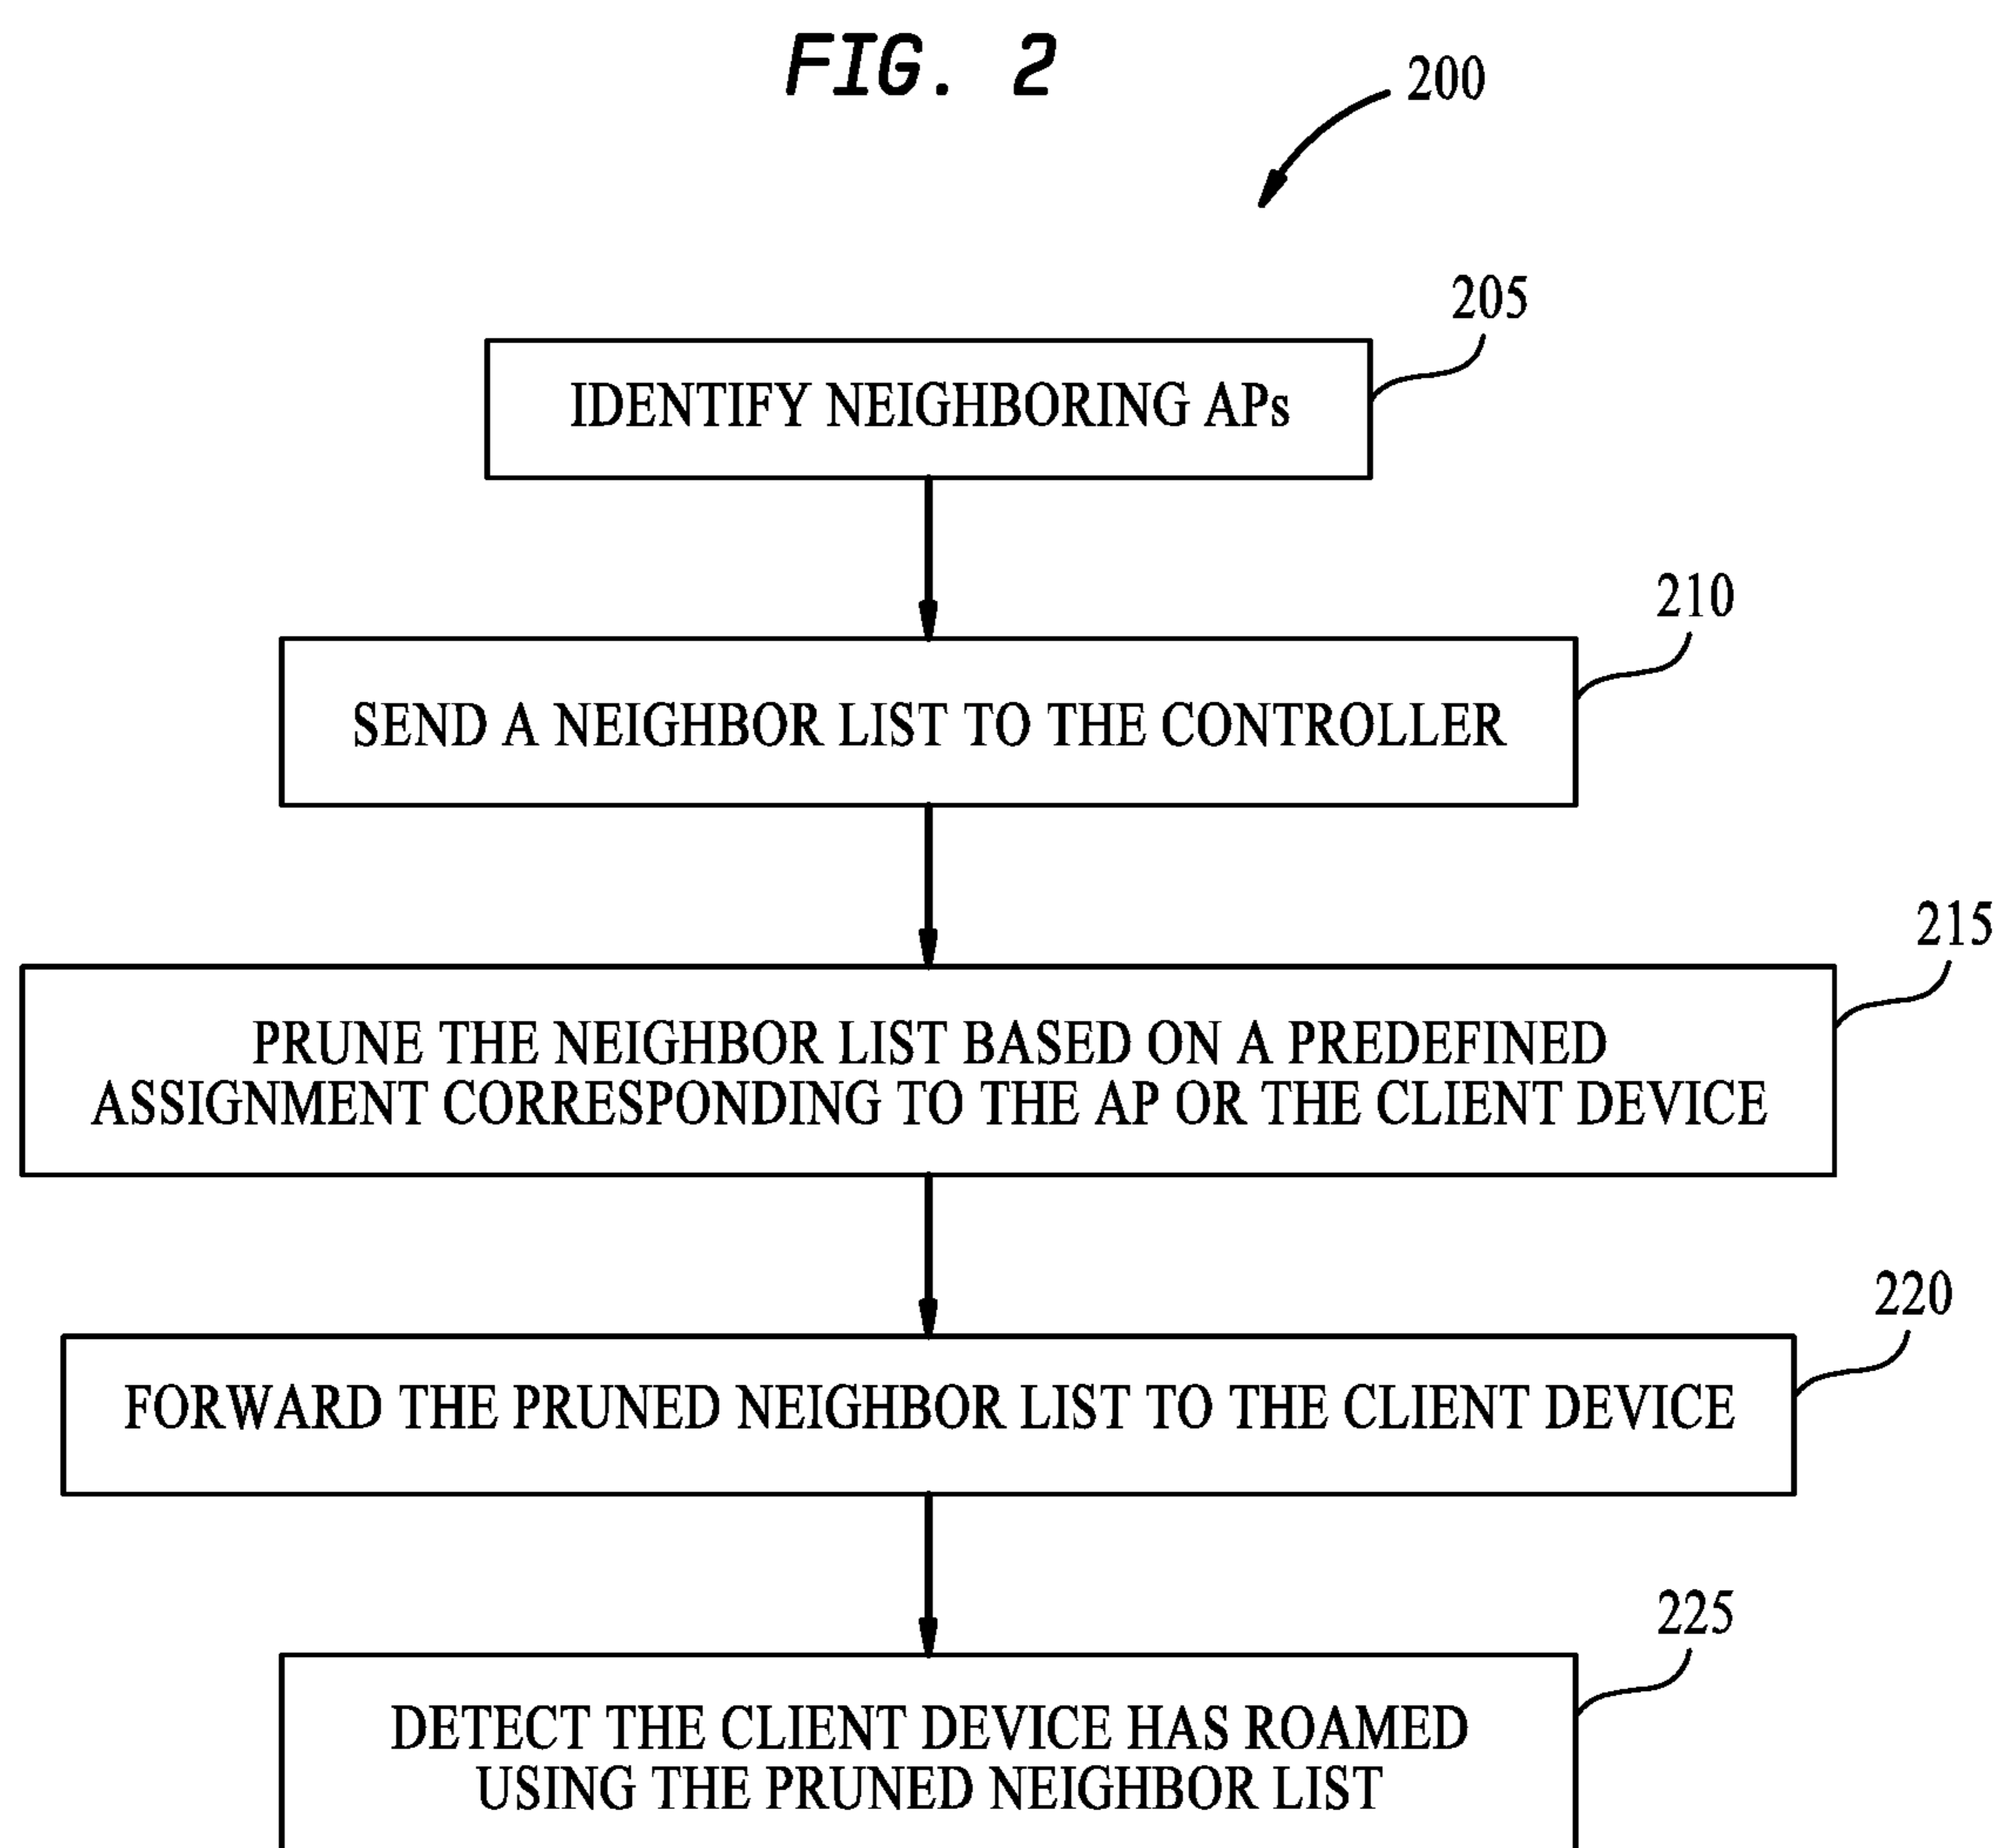 FIG. 2
200
205
IDENTIFY NEIGHBORING APs
210
SEND A NEIGHBOR LIST TO THE CONTROLLER
215
PRUNE THE NEIGHBOR LIST BASED ON A PREDEFINED
ASSIGNMENT CORRESPONDING TO THE AP OR THE CLIENT DEVICE
220
FORWARD THE PRUNED NEIGHBOR LIST TO THE CLIENT DEVICE
225
DETECT THE CLIENT DEVICE HAS ROAMED
USING THE PRUNED NEIGHBOR LIST